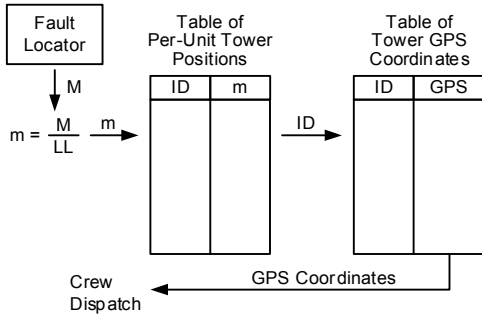 Fault
Locator
M
m = M
LL
m
Table of
Per-Unit Tower
Positions
ID m
ID
Table of
Tower GPS
Coordinates
ID GPS
GPS Coordinates
Crew
Dispatch